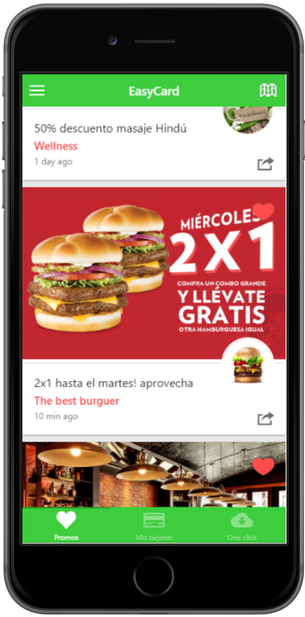 EasyCard
50% descuento masaje Hindú
Wellness
1 day ago
MIÉRCOLES
2X1
COMPRA UN COMBO GRANDE
Y LLÉVATE
GRATIS
OTRA HAMBURGUESA IGUAL
2x1 hasta el martes! aprovecha
The best burguer
10 min ago
Promos
Mis tarjetas
One click